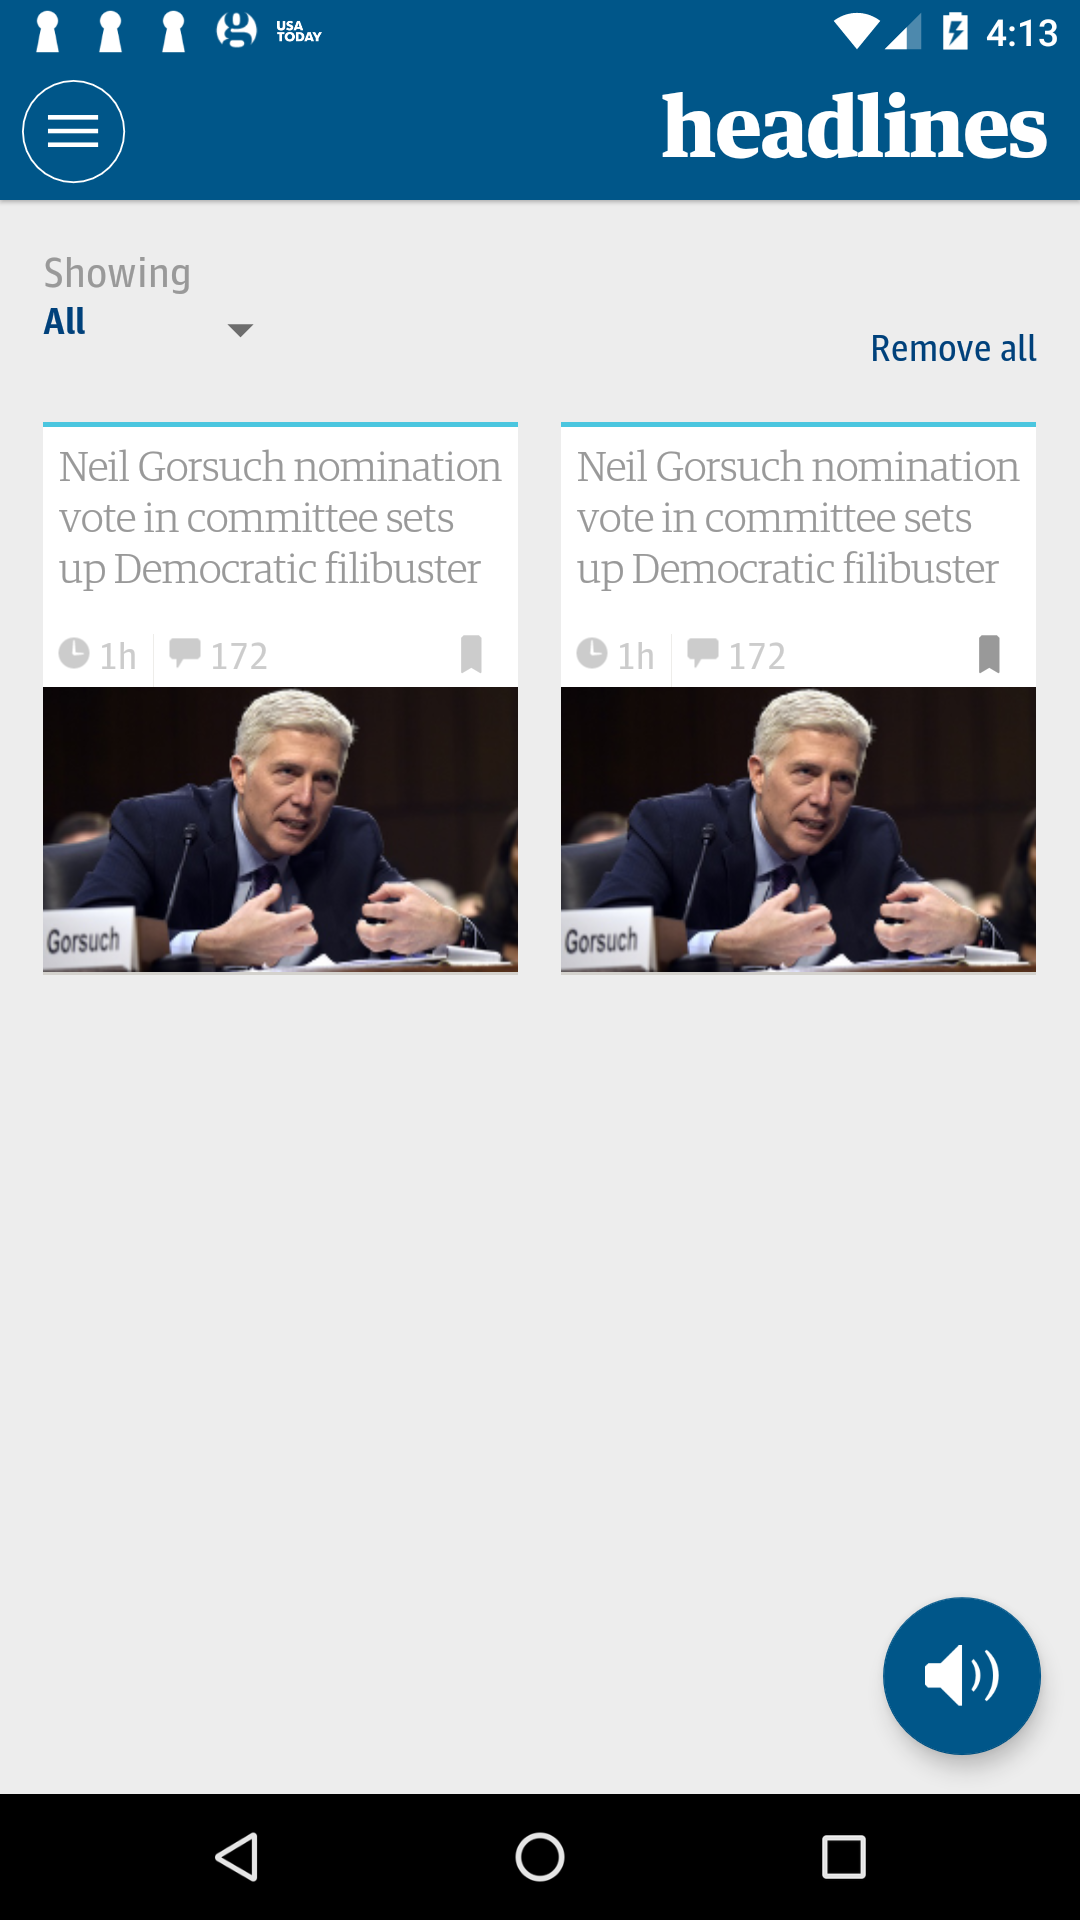 USA
TODAY
4:13
headlines
Showing
All
Remove all
Neil Gorsuch nomination
vote in committee sets
up Democratic filibuster
1h
172
Gorsuch
Neil Gorsuch nomination
vote in committee sets
up Democratic filibuster
1h
172
Gorsuch